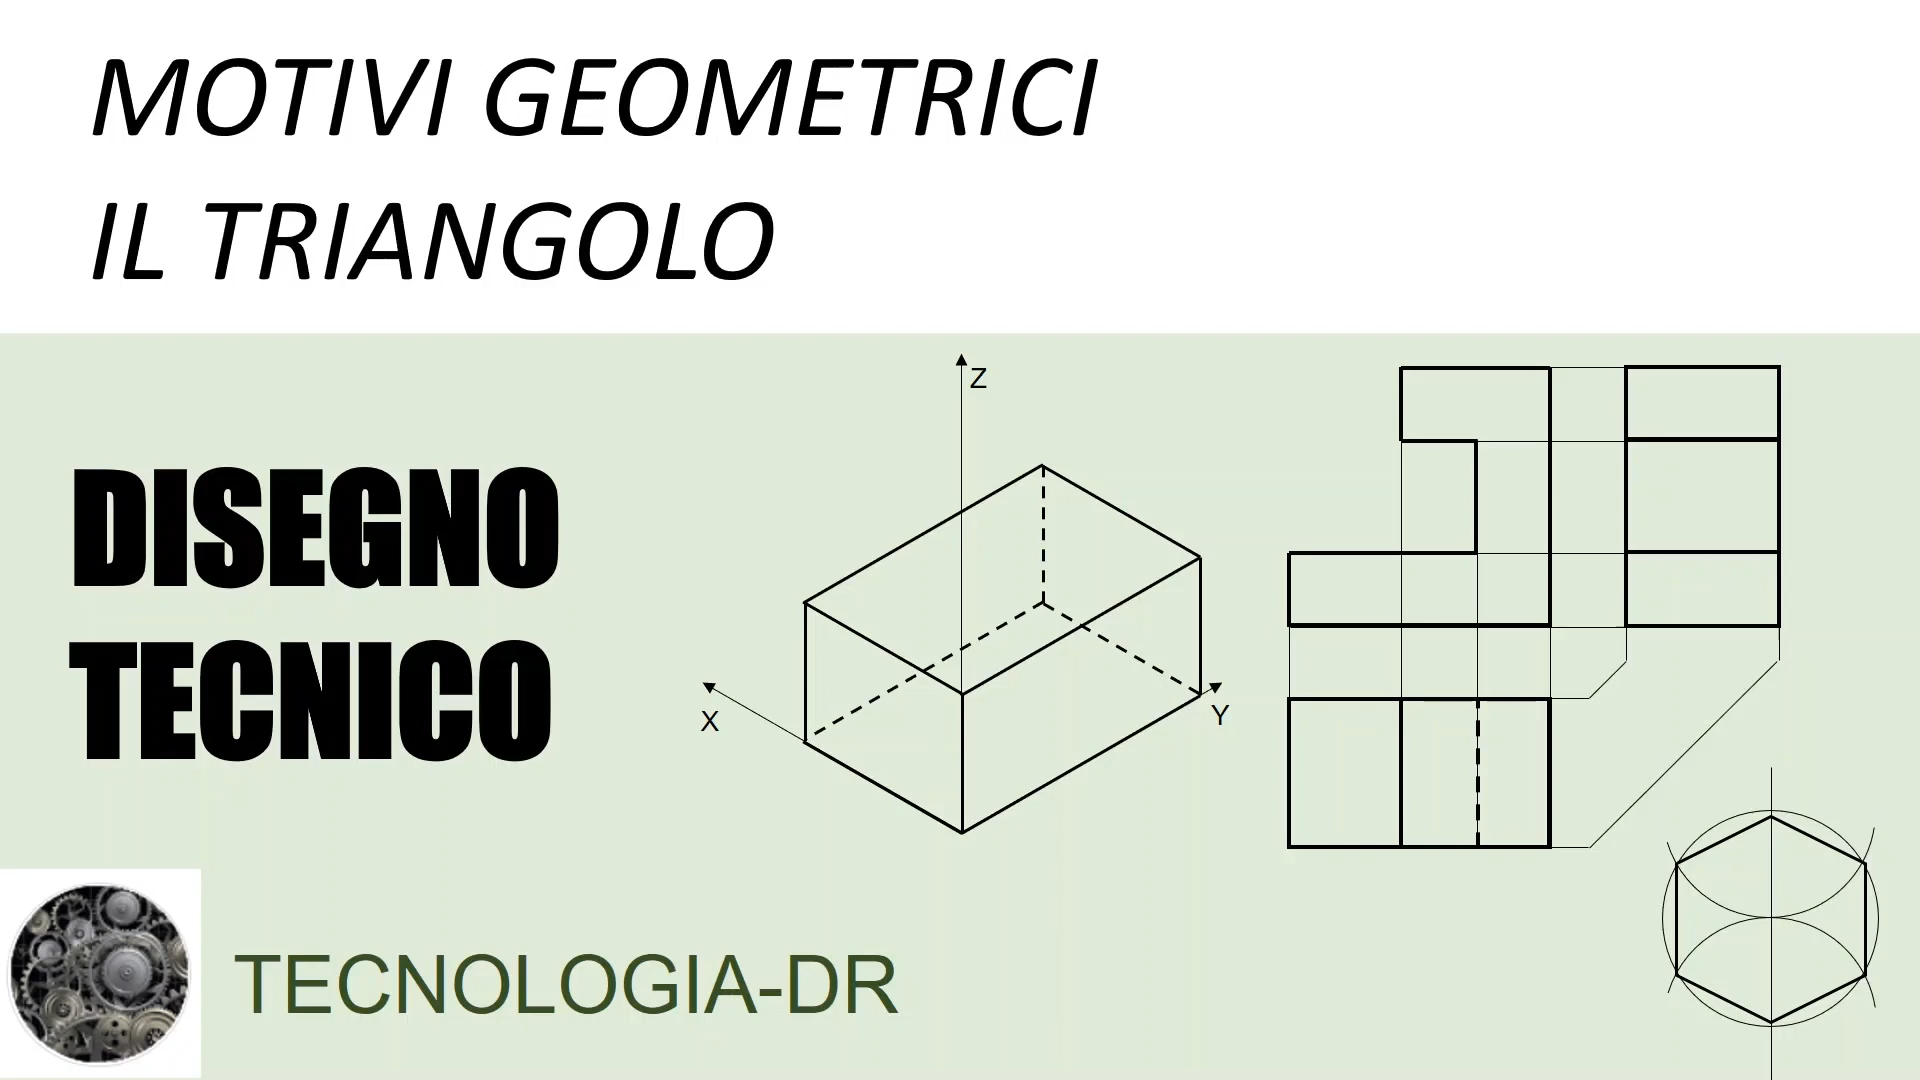 MOTIVI GEOMETRICI
IL TRIANGOLO
DISEGNO
TECNICO
Z
X
Y
TECNOLOGIA-DR